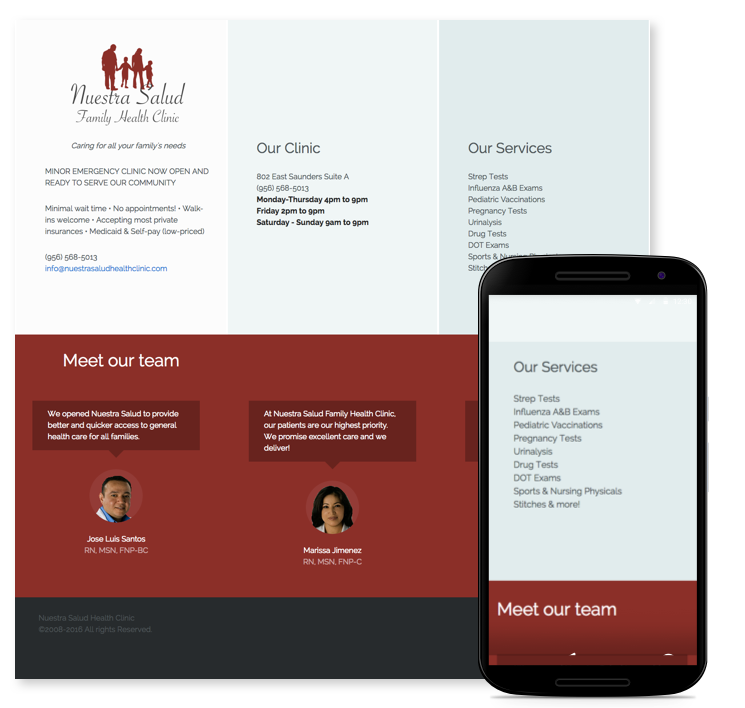 Nuestra Salud
Family Health Clinic
Caring for all your family's needs
MINOR EMERGENCY CLINIC NOW OPEN AND
READY TO SERVE OUR COMMUNITY
Minimal wait time • No appointments! • Walk-
ins welcome • Accepting most private
insurances • Medicaid & Self-pay (low-priced)
(956) 568-5013
info@nuestrasaludhealthclinic.com
Our Clinic
802 East Saunders Suite A
(956) 568-5013
Monday-Thursday 4pm to 9pm
Friday 2pm to 9pm
Saturday - Sunday 9am to 9pm
Our Services
Strep Tests
Influenza A&B Exams
Pediatric Vaccinations
Pregnancy Tests
Urinalysis
Drug Tests
DOT Exams
Sports & Nursing
Meet our team
We opened Nuestra Salud to provide
better and quicker access to general
health care for all families.
Jose Luis Santos
RN, MSN, FNP-BC
At Nuestra Salud Family Health Clinic,
our patients are our highest priority.
We promise excellent care and we
deliver!
Marissa Jimenez
RN, MSN, FNP-C
Nuestra Salud Health Clinic
©2008-2016 All rights Reserved.
Our Services
Strep Tests
Influenza A&B Exams
Pediatric Vaccinations
Pregnancy Tests
Urinalysis
Drug Tests
DOT Exams
Sports & Nursing Physicals
Stitches & more!
Meet our team